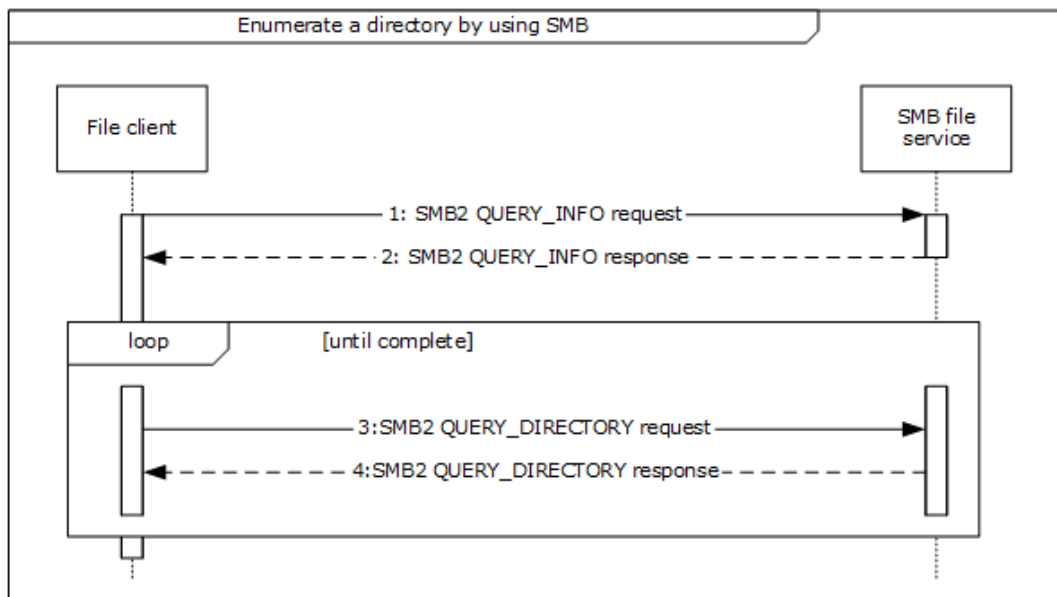 Enumerate a directory by using SMB
File client
SMB file
service
1: SMB2 QUERY_INFO request
2: SMB2 QUERY_INFO response
loop
[until complete]
3:SMB2 QUERY_DIRECTORY request
4:SMB2 QUERY_DIRECTORY response